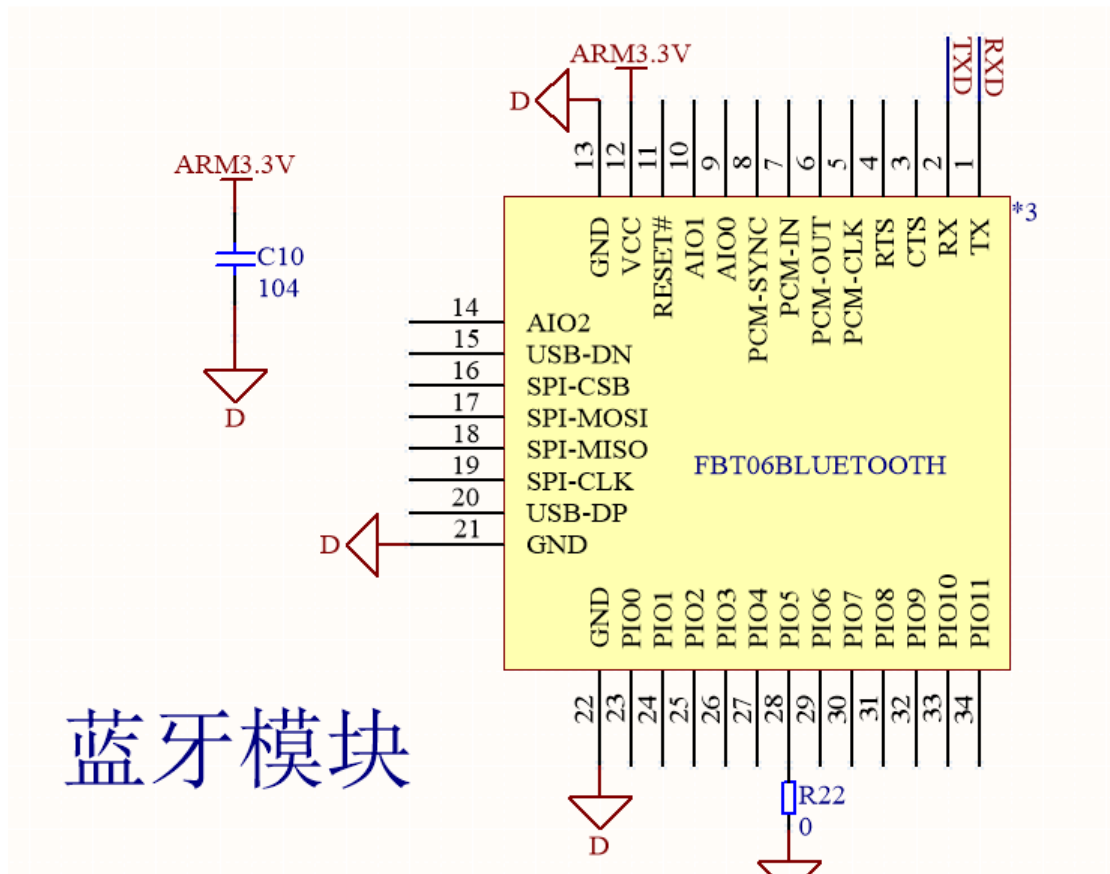 ARM3.3V
D
TXD
RXD
13
12
11
10
9
8
7
6
5
4
3
2
1
ARM3.3V
C10
104
D
*3
GND
VCC
RESET#
AIO1
AIO0
PCM-SYNC
PCM-IN
PCM-OUT
PCM-CLK
RTS
CTS
RX
TX
14 AIO2
15 USB-DN
16 SPI-CSB
17 SPI-MOSI
18 SPI-MISO
19 SPI-CLK
20 USB-DP
21 GND
D
FBT06BLUETOOTH
GND
PIO0
PIO1
PIO2
PIO3
PIO4
PIO5
PIO6
PIO7
PIO8
PIO9
PIO10
PIO11
22
23
24
25
26
27
28
29
30
31
32
33
34
蓝牙模块
R22
0
D